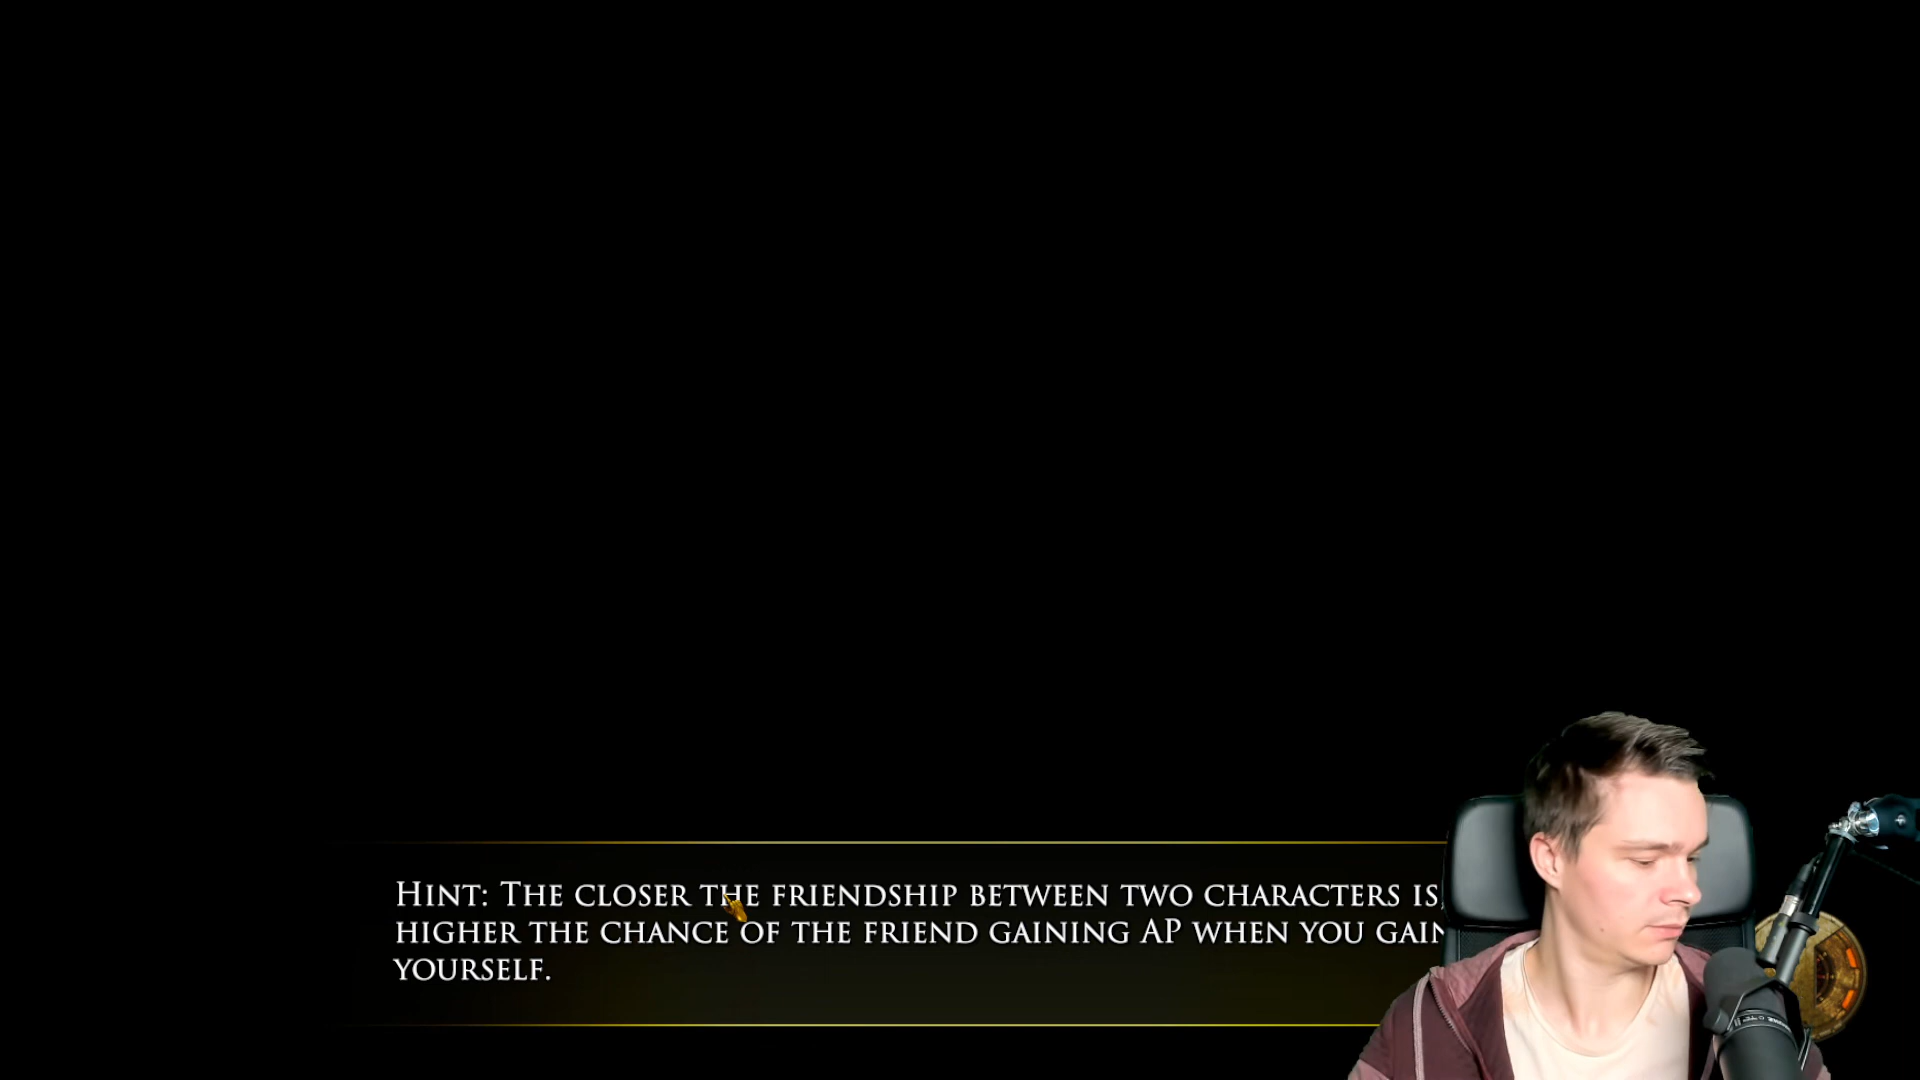 Hint: The closer the friendship between two characters is,
higher the chance of the friend gaining AP when you gain
yourself.